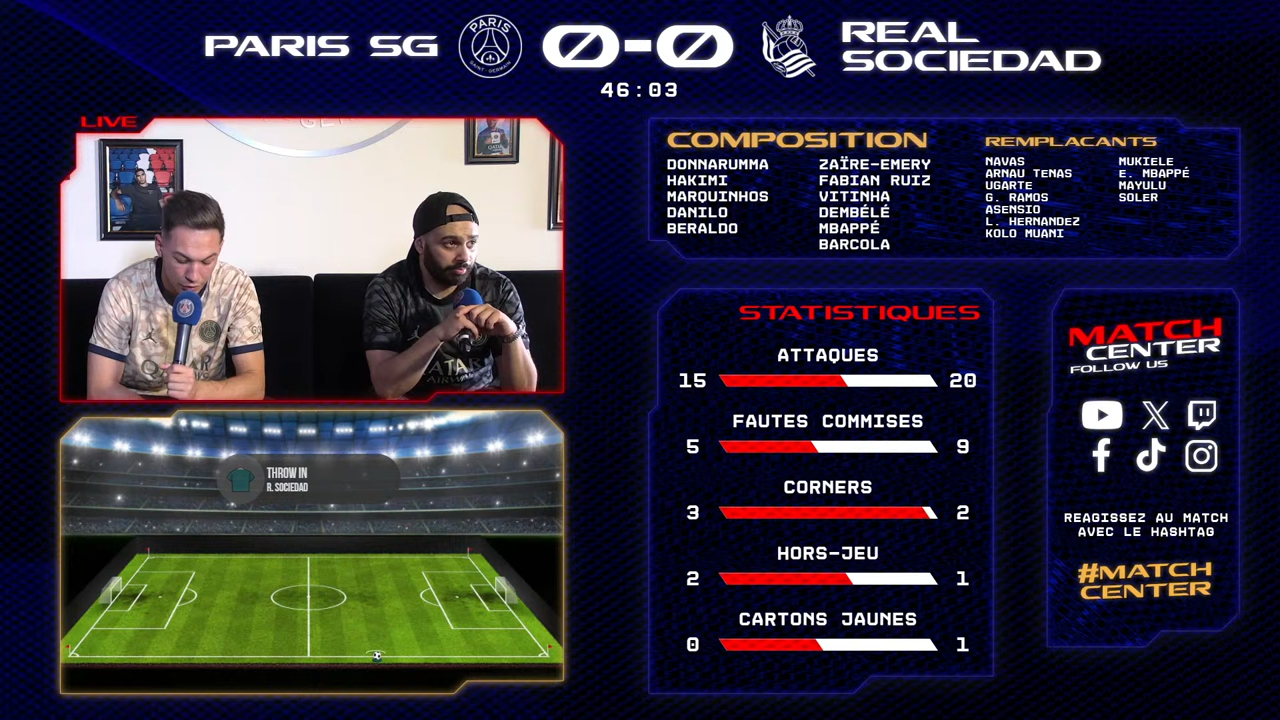 PARIS SG
PARIS
SAINT-GERMAIN
0-0
REAL
SOCIEDAD
46:03
LIVE
COMPOSITION
DONNARUMMA
HAKIMI
MARQUINHOS
DANILO
BERALDO
ZAÏRE-EMERY
FABIAN RUIZ
VITINHA
DEMBÉLÉ
MBAPPÉ
BARCOLA
REMPLACANTS
NAVAS
ARNAU TENAS
UGARTE
G. RAMOS
ASENSIO
L. HERNANDEZ
KOLO MUANI
MUKIELE
E. MBAPPÉ
MAYULU
SOLER
THROW IN
R. SOCIEDAD
STATISTIQUES
ATTAQUES
15 20
FAUTES COMMISES
5 9
CORNERS
3 2
HORS-JEU
2 1
CARTONS JAUNES
0 1
MATCH
CENTER
FOLLOW US
REAGISSEZ AU MATCH
AVEC LE HASHTAG
#MATCH
CENTER